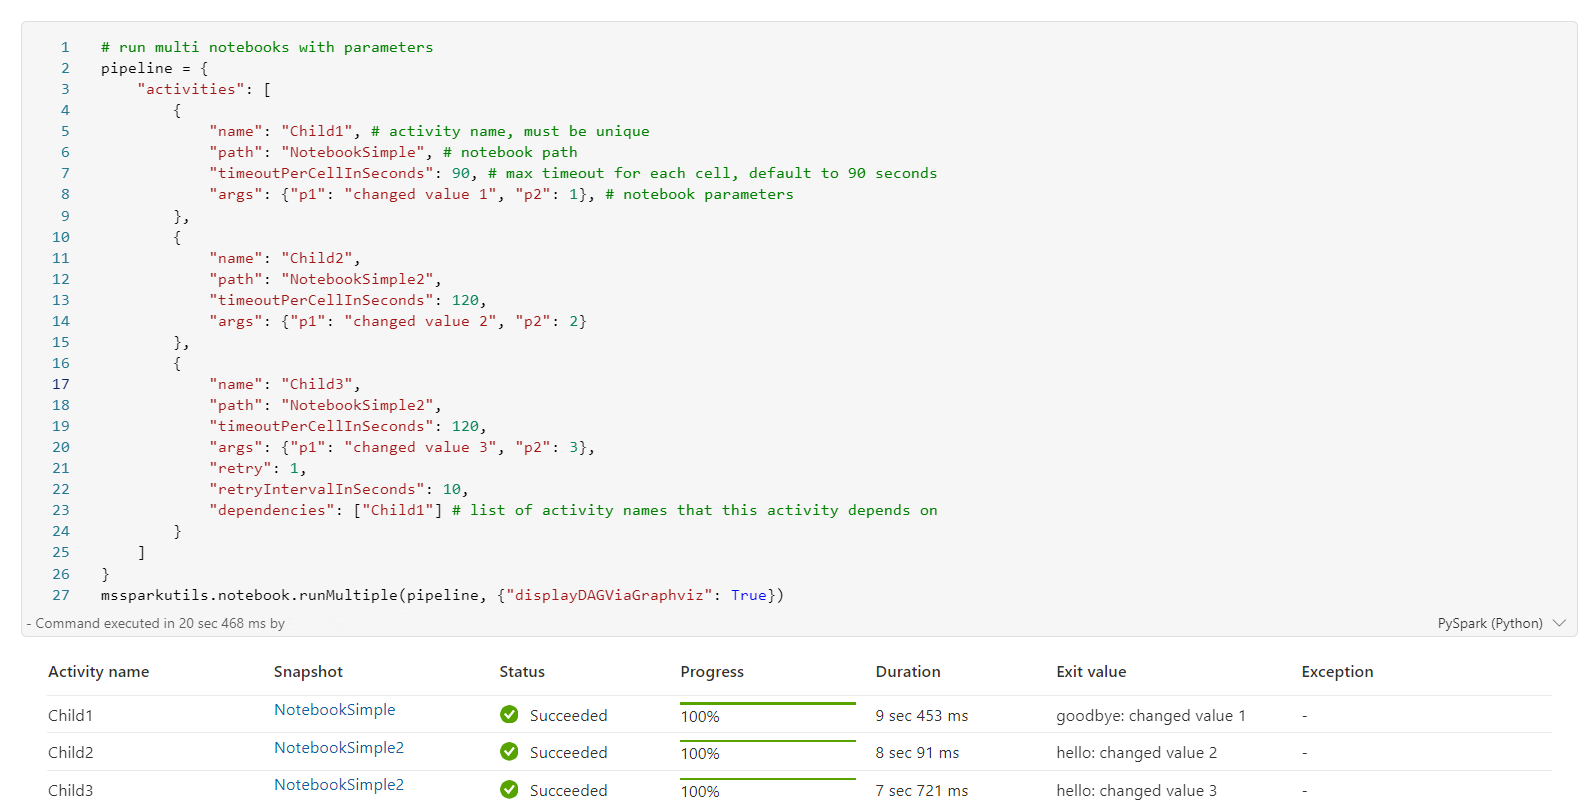 1 # run multi notebooks with parameters
2 pipeline = {
3     "activities": [
4         {
5             "name": "Child1", # activity name, must be unique
6             "path": "NotebookSimple", # notebook path
7             "timeoutPerCellInSeconds": 90, # max timeout for each cell, default to 90 seconds
8             "args": {"p1": "changed value 1", "p2": 1}, # notebook parameters
9         },
10         {
11             "name": "Child2",
12             "path": "NotebookSimple2",
13             "timeoutPerCellInSeconds": 120,
14             "args": {"p1": "changed value 2", "p2": 2}
15         },
16         {
17             "name": "Child3",
18             "path": "NotebookSimple2",
19             "timeoutPerCellInSeconds": 120,
20             "args": {"p1": "changed value 3", "p2": 3},
21             "retry": 1,
22             "retryIntervalInSeconds": 10,
23             "dependencies": ["Child1"] # list of activity names that this activity depends on
24         }
25     ]
26 }
27 mssparkutils.notebook.runMultiple(pipeline, {"displayDAGViaGraphviz": True})
- Command executed in 20 sec 468 ms by PySpark (Python)
Activity name Snapshot Status Progress Duration Exit value Exception
Child1 NotebookSimple Succeeded 100% 9 sec 453 ms goodbye: changed value 1 -
Child2 NotebookSimple2 Succeeded 100% 8 sec 91 ms hello: changed value 2 -
Child3 NotebookSimple2 Succeeded 100% 7 sec 721 ms hello: changed value 3 -